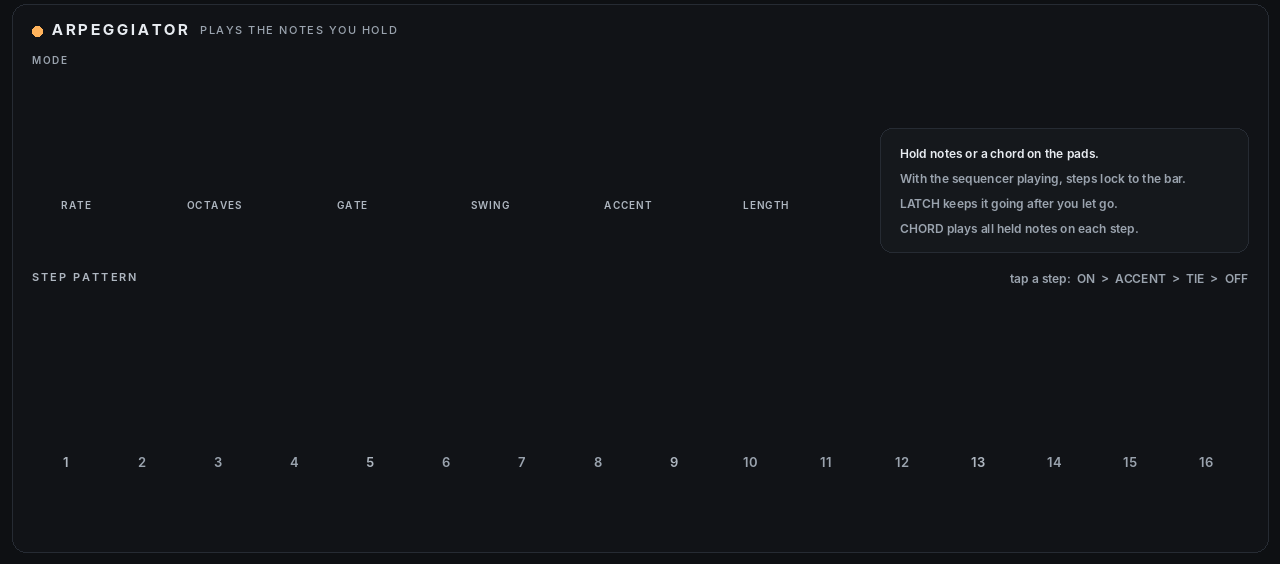 ARPEGGIATOR PLAYS THE NOTES YOU HOLD
MODE
Hold notes or a chord on the pads.
With the sequencer playing, steps lock to the bar.
LATCH keeps it going after you let go.
CHORD plays all held notes on each step.
RATE OCTAVES GATE SWING ACCENT LENGTH
STEP PATTERN
tap a step: ON > ACCENT > TIE > OFF
1 2 3 4 5 6 7 8 9 10 11 12 13 14 15 16